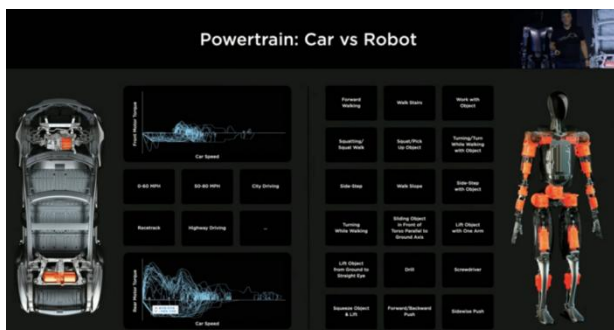 Powertrain: Car vs Robot
Front Motor Torque
Car Speed
0-60 MPH
50-80 MPH
City Driving
Racetrack
Highway Driving
...
Rear Motor Torque
Car Speed
Forward
Walking
Walk Stairs
Work with
Object
Squatting/
Squat Walk
Squat/Pick
Up Object
Turning/Turn
While Walking
with Object
Side-Step
Walk Slope
Side-Step
with Object
Turning
While Walking
Sliding Object
in Front of
Torso Parallel to
Ground Axis
Lift Object
with One Arm
Lift Object
from Ground to
Straight Eye
Drill
Screwdriver
Squeeze Object
& Lift
Forward/Backward
Push
Sidewise Push